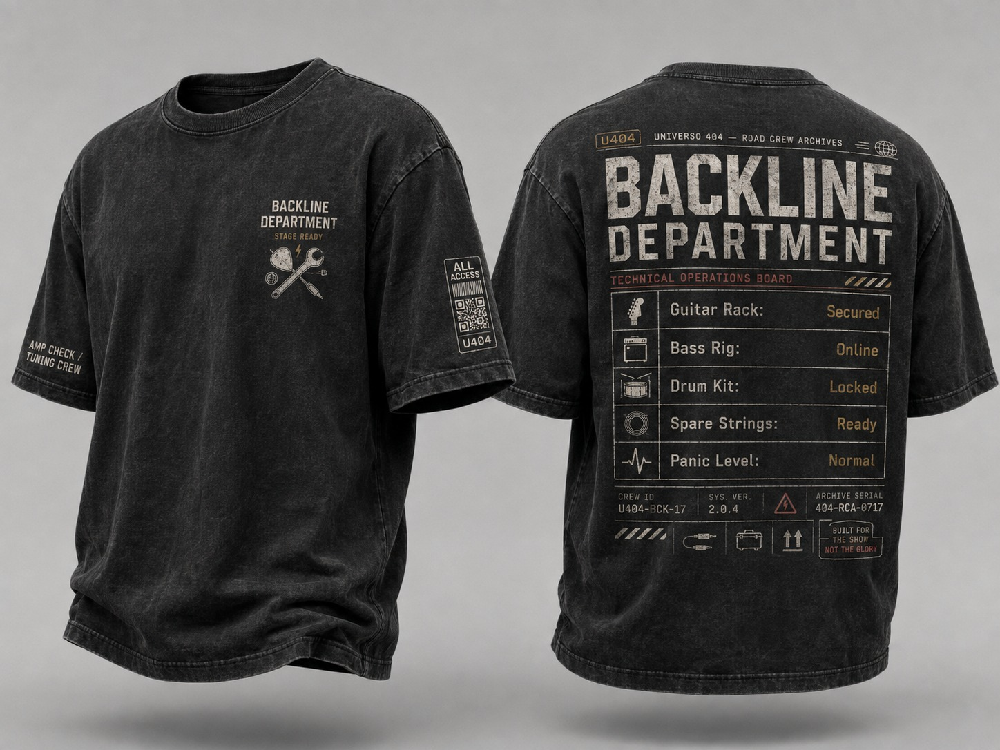 BACKLINE
DEPARTMENT
STAGE READY
ALL
ACCESS
U404
AMP CHECK /
TUNING CREW
U404
UNIVERSO 404 — ROAD CREW ARCHIVES
BACKLINE
DEPARTMENT
TECHNICAL OPERATIONS BOARD
Guitar Rack: Secured
Bass Rig: Online
Drum Kit: Locked
Spare Strings: Ready
Panic Level: Normal
CREW ID
U404-BCK-17
SYS. VER.
2.0.4
ARCHIVE SERIAL
404-RCA-0717
BUILT FOR
THE SHOW
NOT THE GLORY